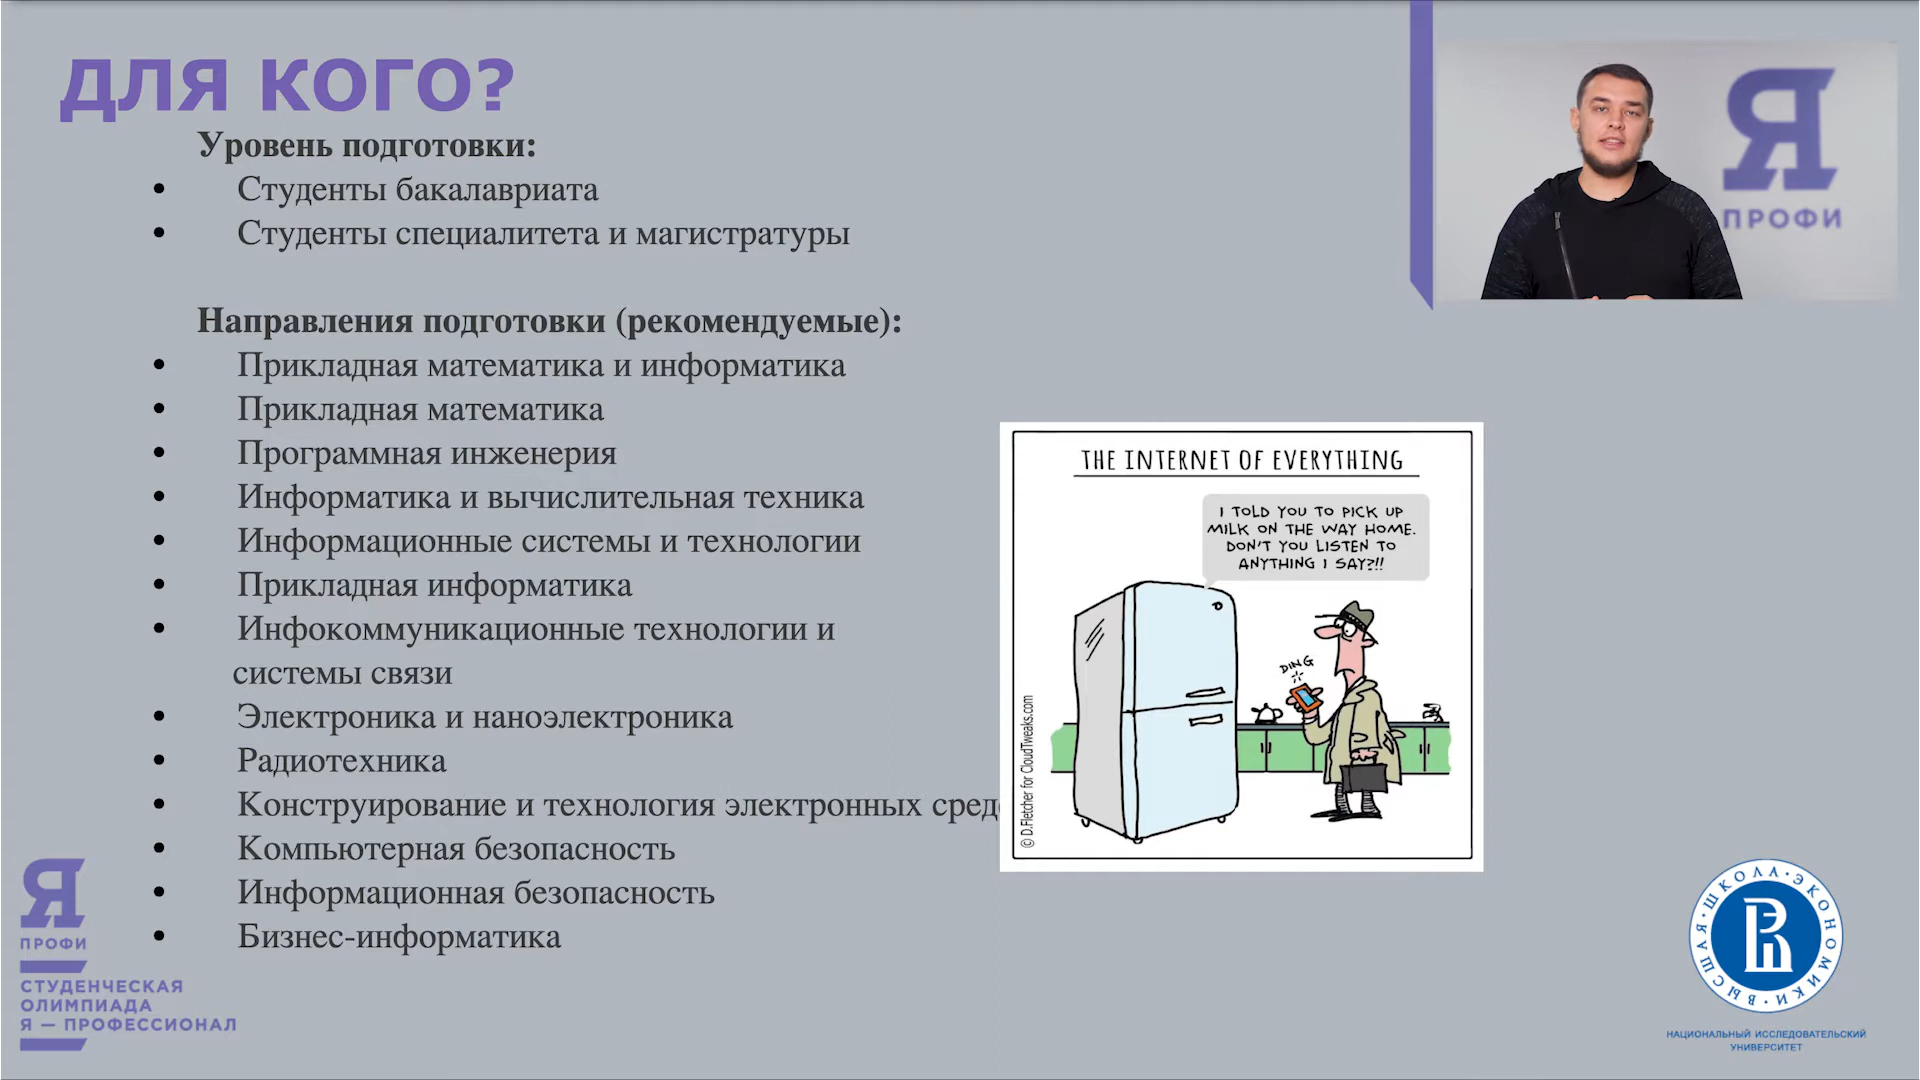 ДЛЯ КОГО?
Уровень подготовки:
• Студенты бакалавриата
• Студенты специалитета и магистратуры
Направления подготовки (рекомендуемые):
• Прикладная математика и информатика
• Прикладная математика
• Программная инженерия
• Информатика и вычислительная техника
• Информационные системы и технологии
• Прикладная информатика
• Инфокоммуникационные технологии и
системы связи
• Электроника и наноэлектроника
• Радиотехника
• Конструирование и технология электронных
• Компьютерная безопасность
• Информационная безопасность
• Бизнес-информатика
Я
ПРОФИ
THE INTERNET OF EVERYTHING
I TOLD YOU TO PICK UP
MILK ON THE WAY HOME.
DON'T YOU LISTEN TO
ANYTHING I SAY?!!
DING
© D.Fletcher for CloudTweaks.com
Я
ПРОФИ
СТУДЕНЧЕСКАЯ
ОЛИМПИАДА
Я — ПРОФЕССИОНАЛ
ВЫСШАЯ · ШКОЛА · ЭКОНОМИКИ ·
НАЦИОНАЛЬНЫЙ ИССЛЕДОВАТЕЛЬСКИЙ
УНИВЕРСИТЕТ